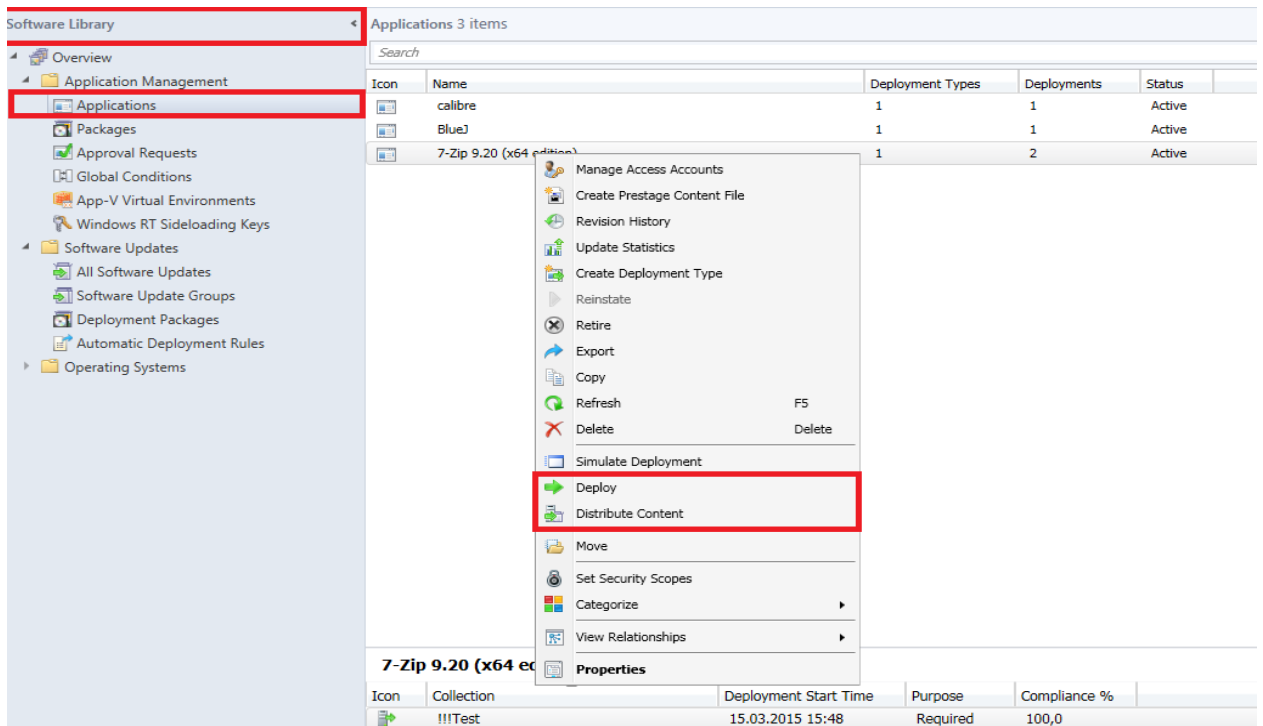 Software Library
Overview
Application Management
Applications
Packages
Approval Requests
Global Conditions
App-V Virtual Environments
Windows RT Sideloading Keys
Software Updates
All Software Updates
Software Update Groups
Deployment Packages
Automatic Deployment Rules
Operating Systems
Applications 3 items
Search
Icon Name Deployment Types Deployments Status
calibre 1 1 Active
BlueJ 1 1 Active
7-Zip 9.20 (x64 edition) 1 2 Active
Manage Access Accounts
Create Prestage Content File
Revision History
Update Statistics
Create Deployment Type
Reinstate
Retire
Export
Copy
Refresh F5
Delete Delete
Simulate Deployment
Deploy
Distribute Content
Move
Set Security Scopes
Categorize
View Relationships
Properties
7-Zip 9.20 (x64 ed
Icon Collection Deployment Start Time Purpose Compliance %
!!!Test 15.03.2015 15:48 Required 100,0